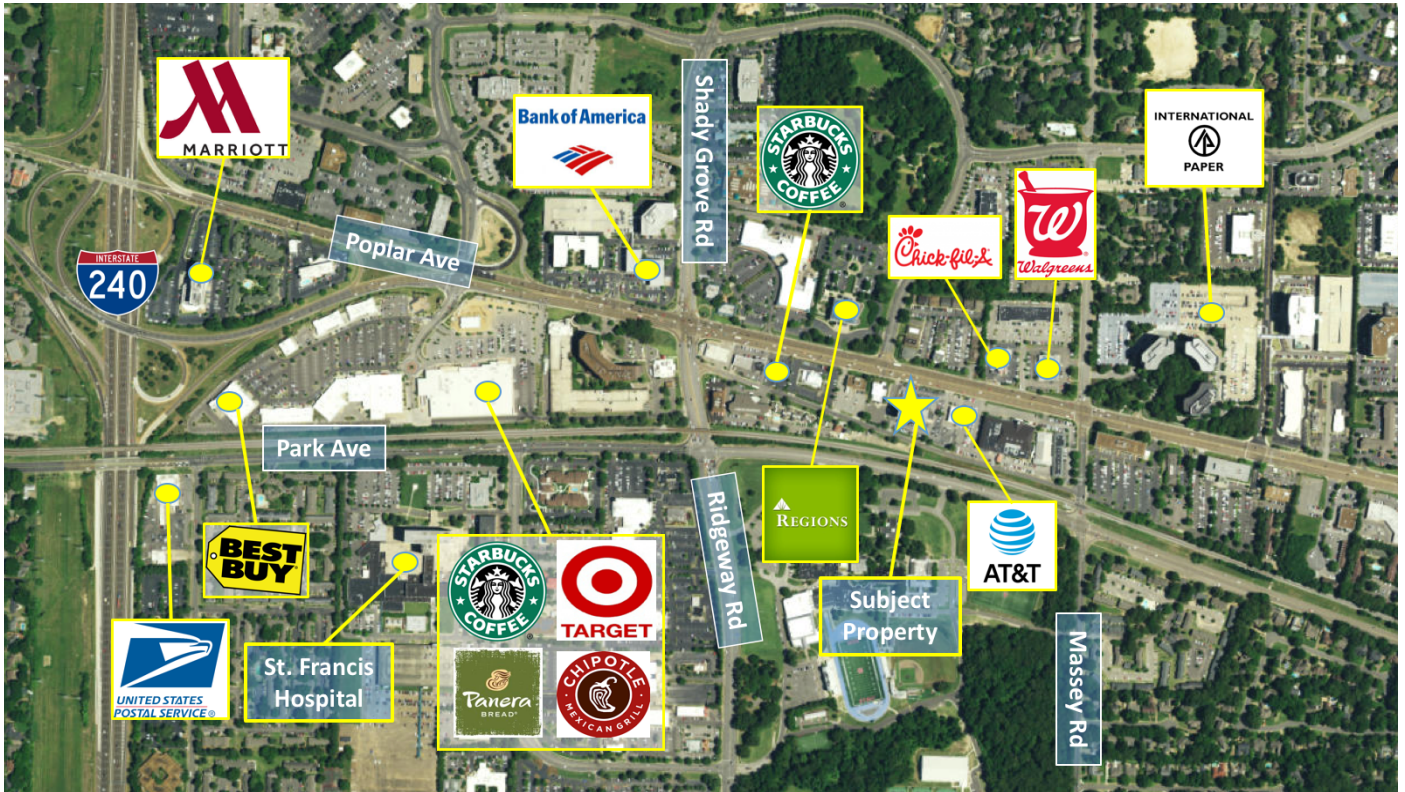 MARRIOTT
Bank of America
Shady Grove Rd
STARBUCKS
COFFEE
®
INTERNATIONAL
PAPER
Chick-fil-A
W
Walgreens
INTERSTATE
240
Poplar Ave
Park Ave
BEST
BUY
UNITED STATES
POSTAL SERVICE®
St. Francis
Hospital
STARBUCKS
COFFEE
®
TARGET
Panera
BREAD®
CHIPOTLE
MEXICAN GRILL
Ridgeway Rd
REGIONS
Subject
Property
AT&T
Massey Rd